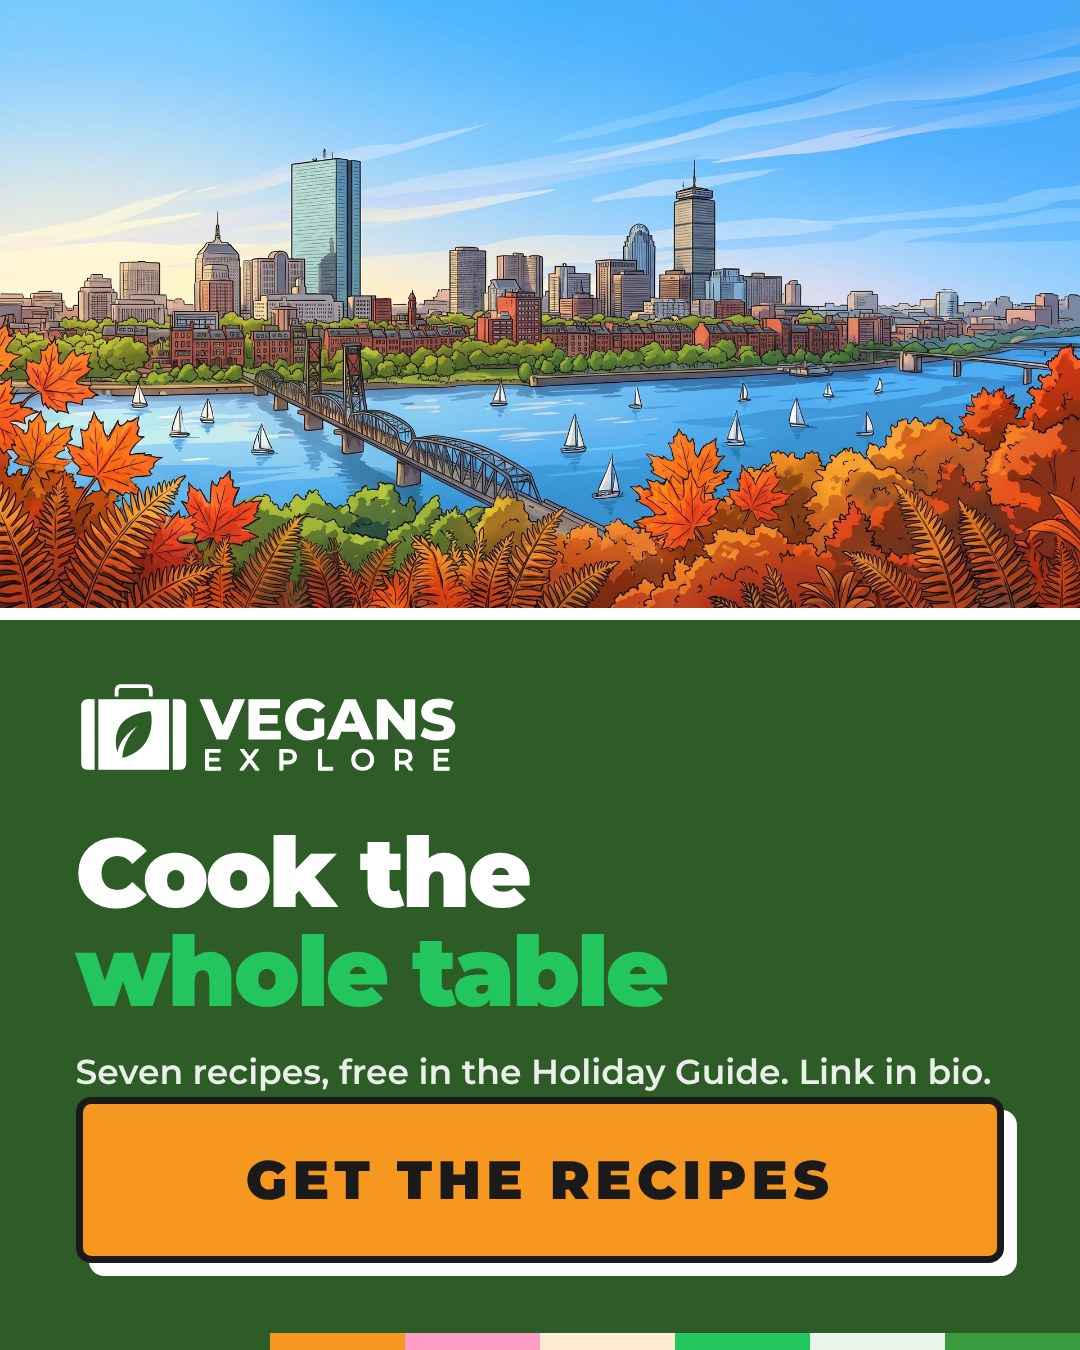 VEGANS
EXPLORE
Cook the
whole table
Seven recipes, free in the Holiday Guide. Link in bio.
GET THE RECIPES